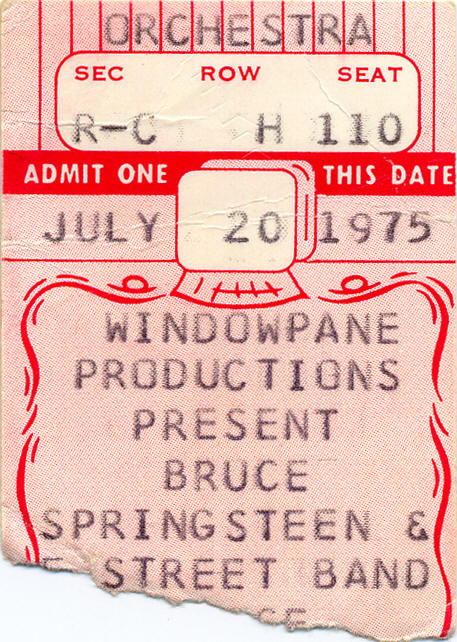 ORCHESTRA
SEC ROW SEAT
R-C H 110
ADMIT ONE THIS DATE
JULY 20 1975
WINDOWPANE
PRODUCTIONS
PRESENT
BRUCE
SPRINGSTEEN &
E STREET BAND